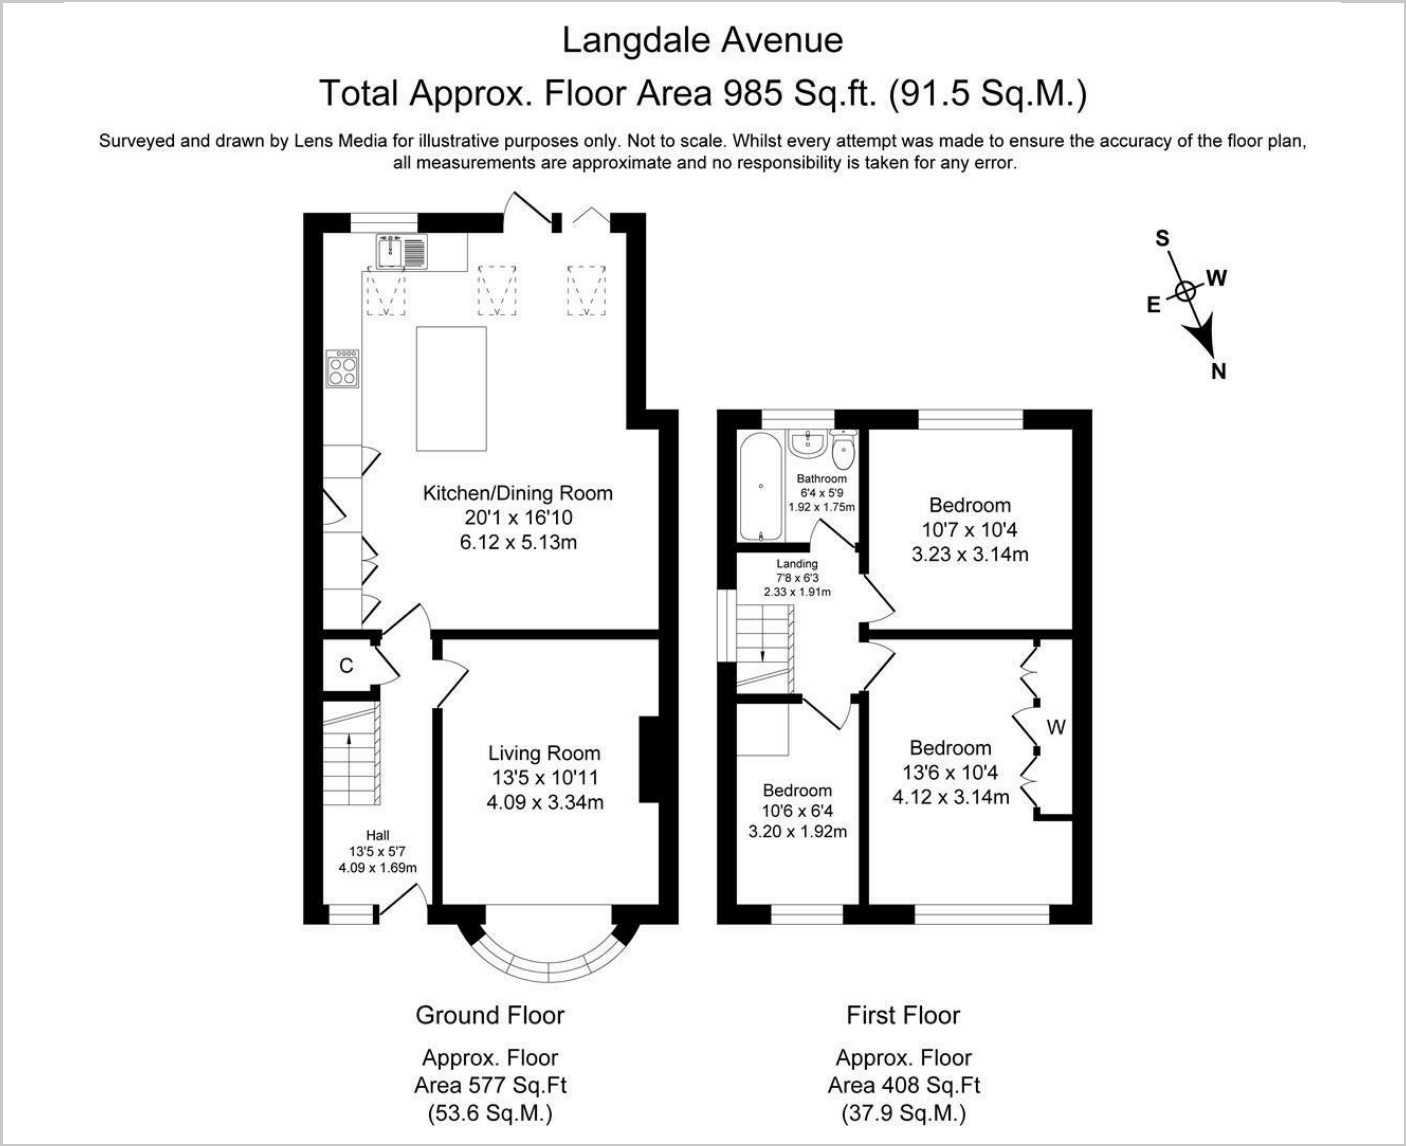 Langdale Avenue
Total Approx. Floor Area 985 Sq.ft. (91.5 Sq.M.)
Surveyed and drawn by Lens Media for illustrative purposes only. Not to scale. Whilst every attempt was made to ensure the accuracy of the floor plan,
all measurements are approximate and no responsibility is taken for any error.
S
W
E
N
Kitchen/Dining Room
20'1 x 16'10
6.12 x 5.13m
C
Living Room
13'5 x 10'11
4.09 x 3.34m
Hall
13'5 x 5'7
4.09 x 1.69m
Bathroom
6'4 x 5'9
1.92 x 1.75m
Bedroom
10'7 x 10'4
3.23 x 3.14m
Landing
7'8 x 6'3
2.33 x 1.91m
W
Bedroom
13'6 x 10'4
4.12 x 3.14m
Bedroom
10'6 x 6'4
3.20 x 1.92m
Ground Floor
Approx. Floor
Area 577 Sq.Ft
(53.6 Sq.M.)
First Floor
Approx. Floor
Area 408 Sq.Ft
(37.9 Sq.M.)